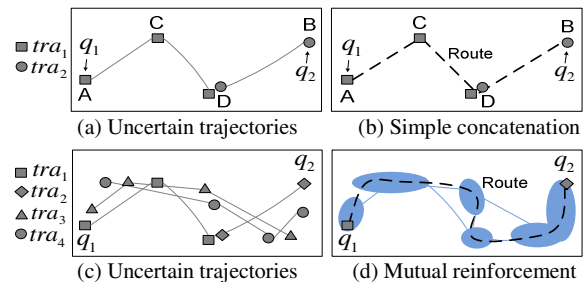 tra1
tra2
q1
A
C
D
B
q2
(a) Uncertain trajectories
q1
A
C
Route
D
B
q2
(b) Simple concatenation
tra1
tra2
tra3
tra4
q1
q2
(c) Uncertain trajectories
q1
Route
q2
(d) Mutual reinforcement